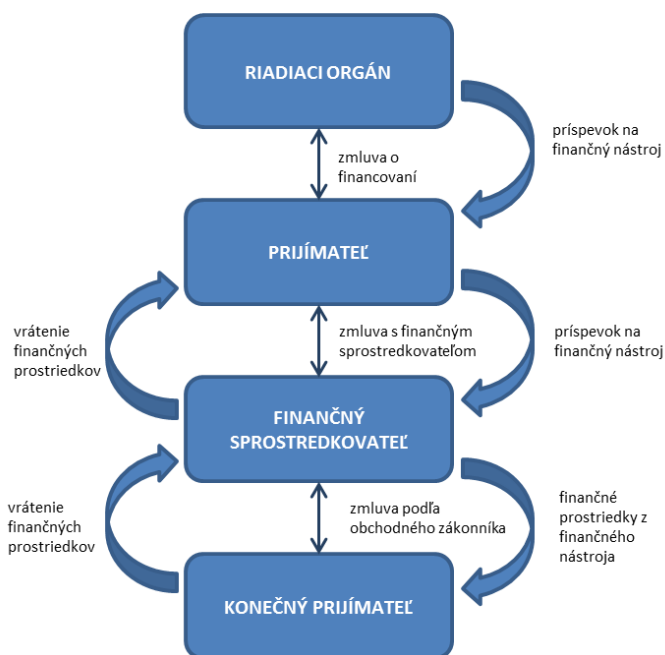 RIADIACI ORGÁN
príspevok na
finančný nástroj
zmluva o
financovaní
PRIJÍMATEĽ
vrátenie
finančných
prostriedkov
zmluva s finančným
sprostredkovateľom
príspevok na
finančný nástroj
FINANČNÝ
SPROSTREDKOVATEĽ
vrátenie
finančných
prostriedkov
zmluva podľa
obchodného zákonníka
finančné
prostriedky z
finančného
nástroja
KONEČNÝ PRIJÍMATEĽ